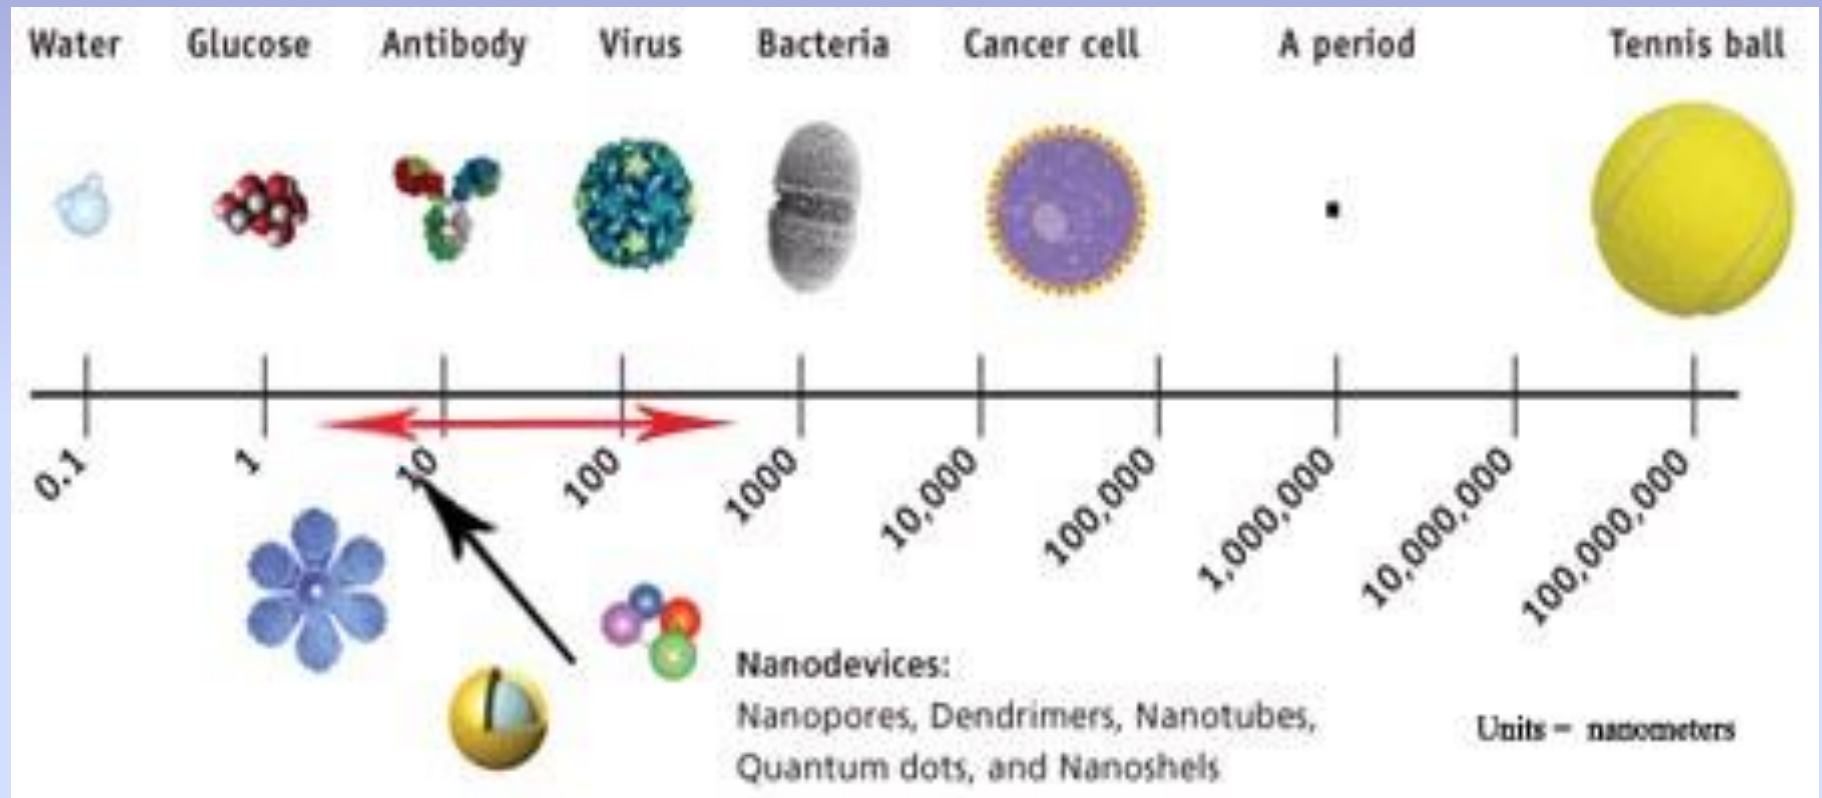 Water Glucose Antibody Virus Bacteria Cancer cell A period Tennis ball
0.1 1 10 100 1000 10,000 100,000 1,000,000 10,000,000 100,000,000
Nanodevices:
Nanopores, Dendrimers, Nanotubes,
Quantum dots, and Nanoshels
Units = nanometers